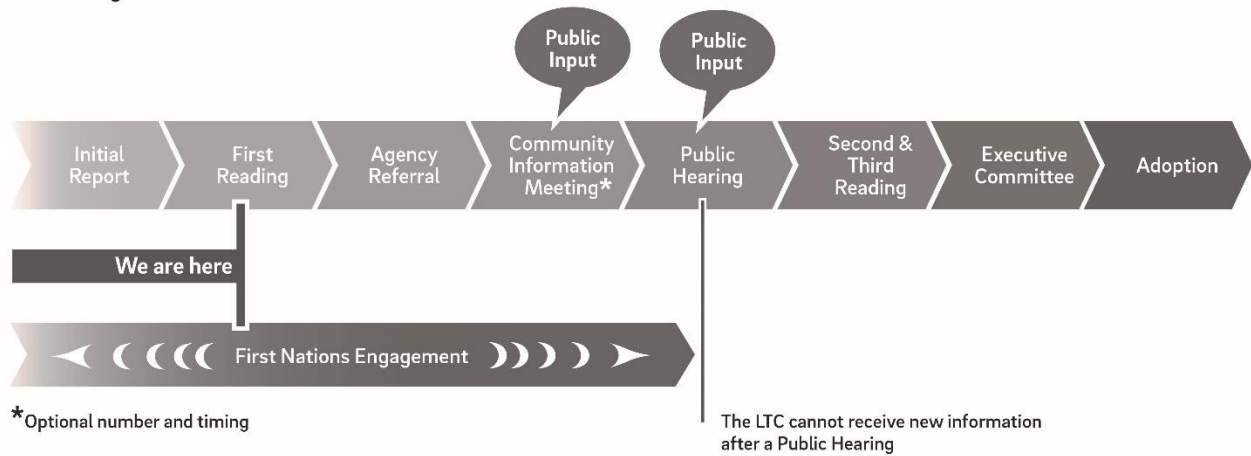 Public
Input
Public
Input
Initial
Report
First
Reading
Agency
Referral
Community
Information
Meeting*
Public
Hearing
Second &
Third
Reading
Executive
Committee
Adoption
We are here
First Nations Engagement
*Optional number and timing
The LTC cannot receive new information
after a Public Hearing